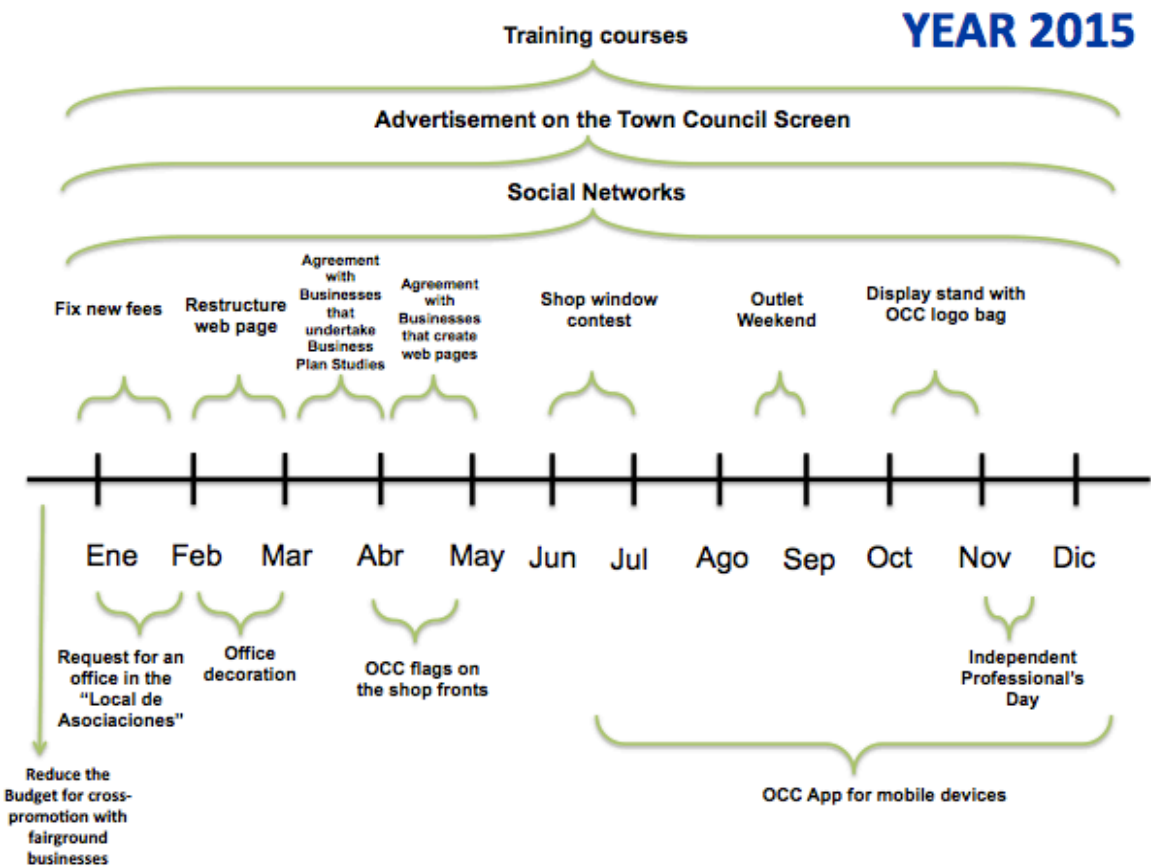 YEAR 2015
Training courses
Advertisement on the Town Council Screen
Social Networks
Fix new fees
Restructure
web page
Agreement
with
Businesses
that
undertake
Business
Plan Studies
Agreement
with
Businesses
that create
web pages
Shop window
contest
Outlet
Weekend
Display stand with
OCC logo bag
Ene Feb Mar Abr May Jun Jul Ago Sep Oct Nov Dic
Request for an
office in the
“Local de
Asociaciones”
Office
decoration
OCC flags on
the shop fronts
Independent
Professional's
Day
Reduce the
Budget for cross-
promotion with
fairground
businesses
OCC App for mobile devices